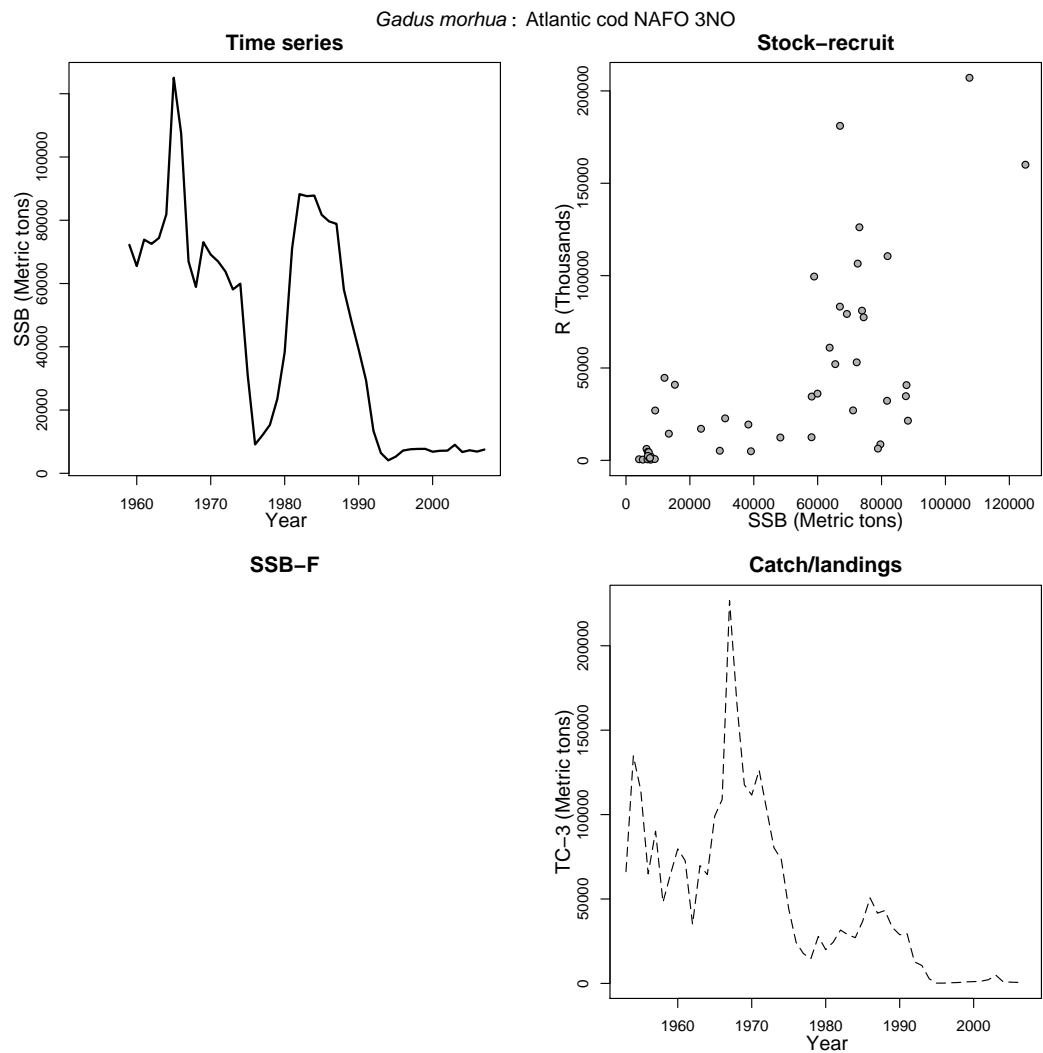 Gadus morhua : Atlantic cod NAFO 3NO
Time series
SSB (Metric tons)
0 20000 40000 60000 80000 100000
1960 1970 1980 1990 2000
Year
Stock−recruit
R (Thousands)
0 50000 100000 150000 200000
0 20000 40000 60000 80000 100000 120000
SSB (Metric tons)
SSB−F
Catch/landings
TC−3 (Metric tons)
0 50000 100000 150000 200000
1960 1970 1980 1990 2000
Year